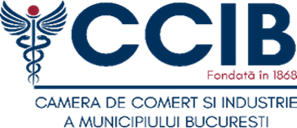 CCIB
Fondată în 1868
CAMERA DE COMERT SI INDUSTRIE
A MUNICIPIULUI BUCURESTI